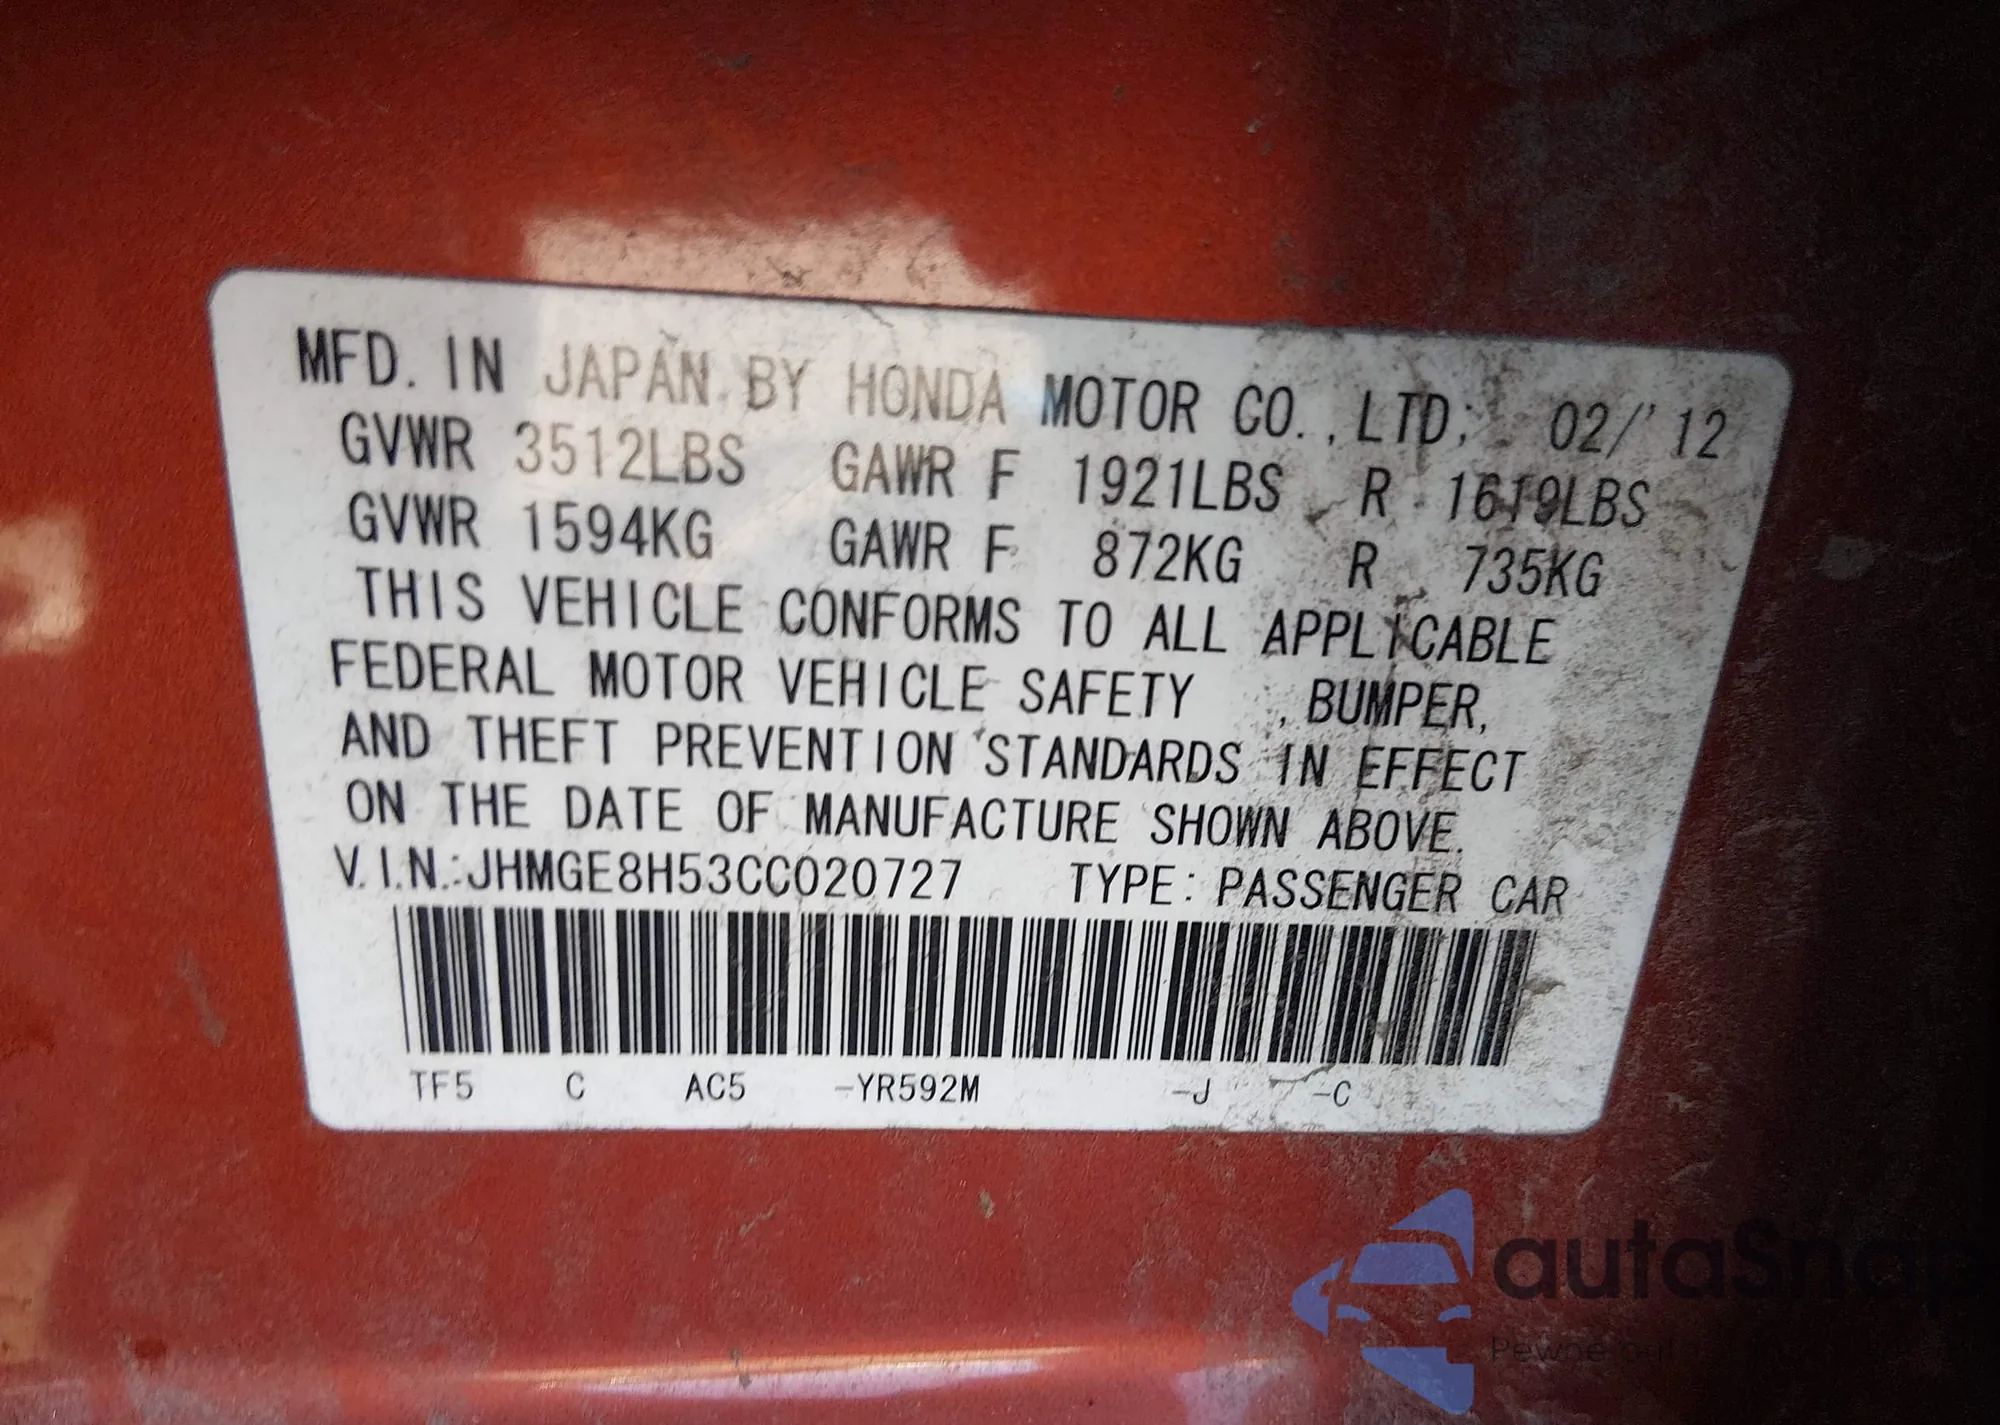 MFD. IN JAPAN BY HONDA MOTOR CO., LTD. 02/'12
GVWR 3512LBS GAWR F 1921LBS R 1619LBS
GVWR 1594KG GAWR F 872KG R 735KG
THIS VEHICLE CONFORMS TO ALL APPLICABLE
FEDERAL MOTOR VEHICLE SAFETY , BUMPER,
AND THEFT PREVENTION STANDARDS IN EFFECT
ON THE DATE OF MANUFACTURE SHOWN ABOVE.
V.I.N.:JHMGE8H53CC020727 TYPE: PASSENGER CAR
TF5 C AC5 -YR592M -J -C
autaSnap
Pewne